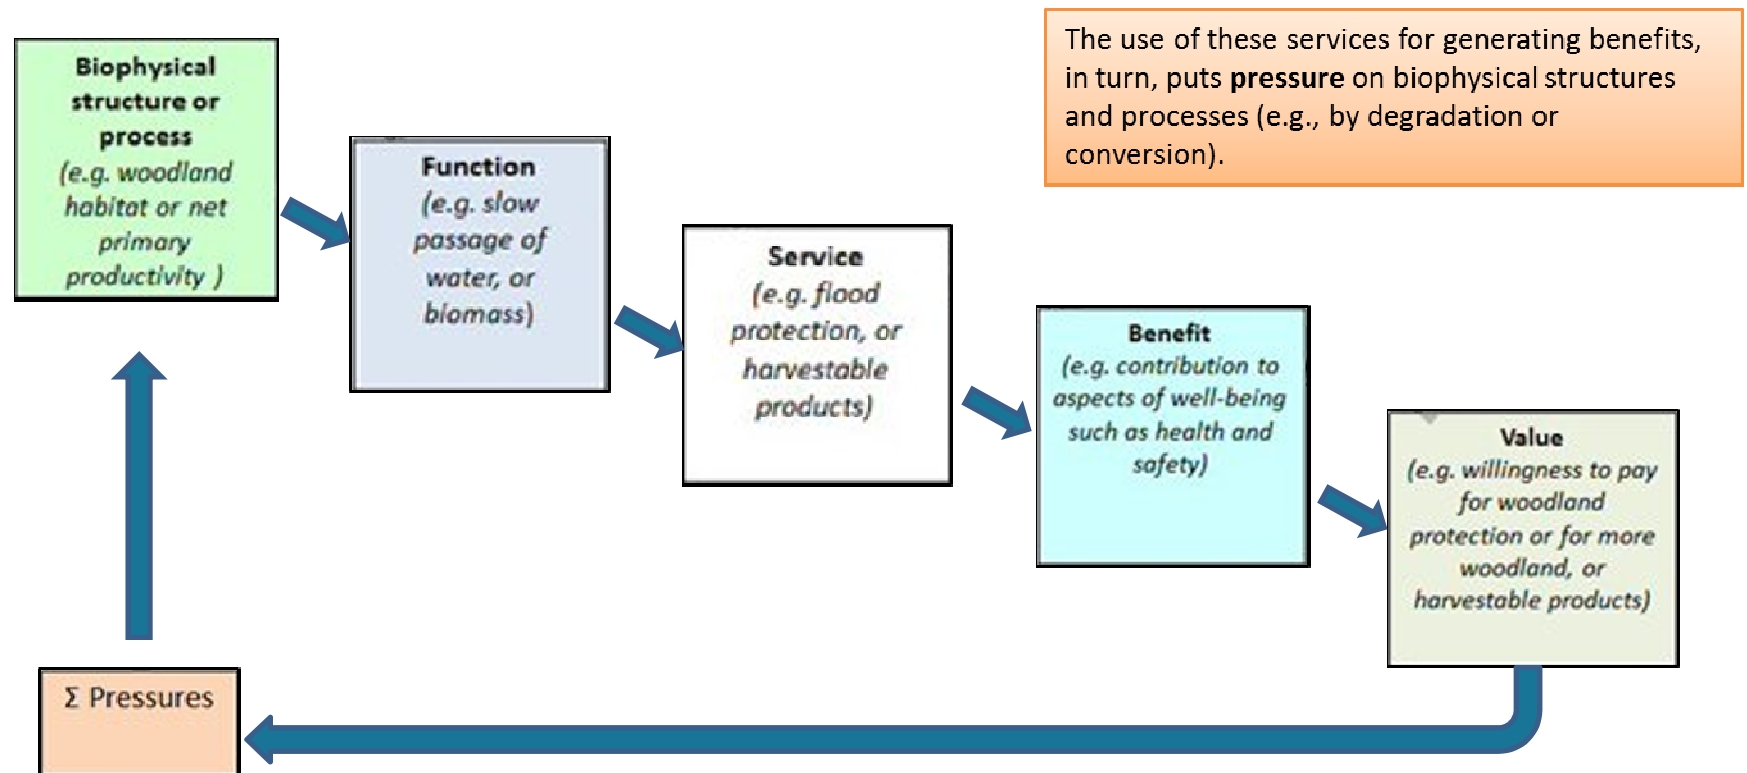 The use of these services for generating benefits,
in turn, puts pressure on biophysical structures
and processes (e.g., by degradation or
conversion).
Biophysical
structure or
process
(e.g. woodland
habitat or net
primary
productivity )
Function
(e.g. slow
passage of
water, or
biomass)
Service
(e.g. flood
protection, or
harvestable
products)
Benefit
(e.g. contribution to
aspects of well-being
such as health and
safety)
Value
(e.g. willingness to pay
for woodland
protection or for more
woodland, or
harvestable products)
Σ Pressures